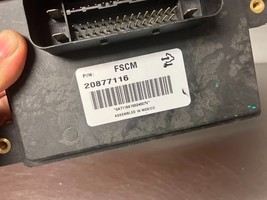 FSCM
P/N:
20877116
ASSEMBLED IN MEXICO